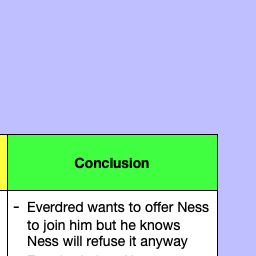 Conclusion
- Everdred wants to offer Ness
to join him but he knows
Ness will refuse it anyway